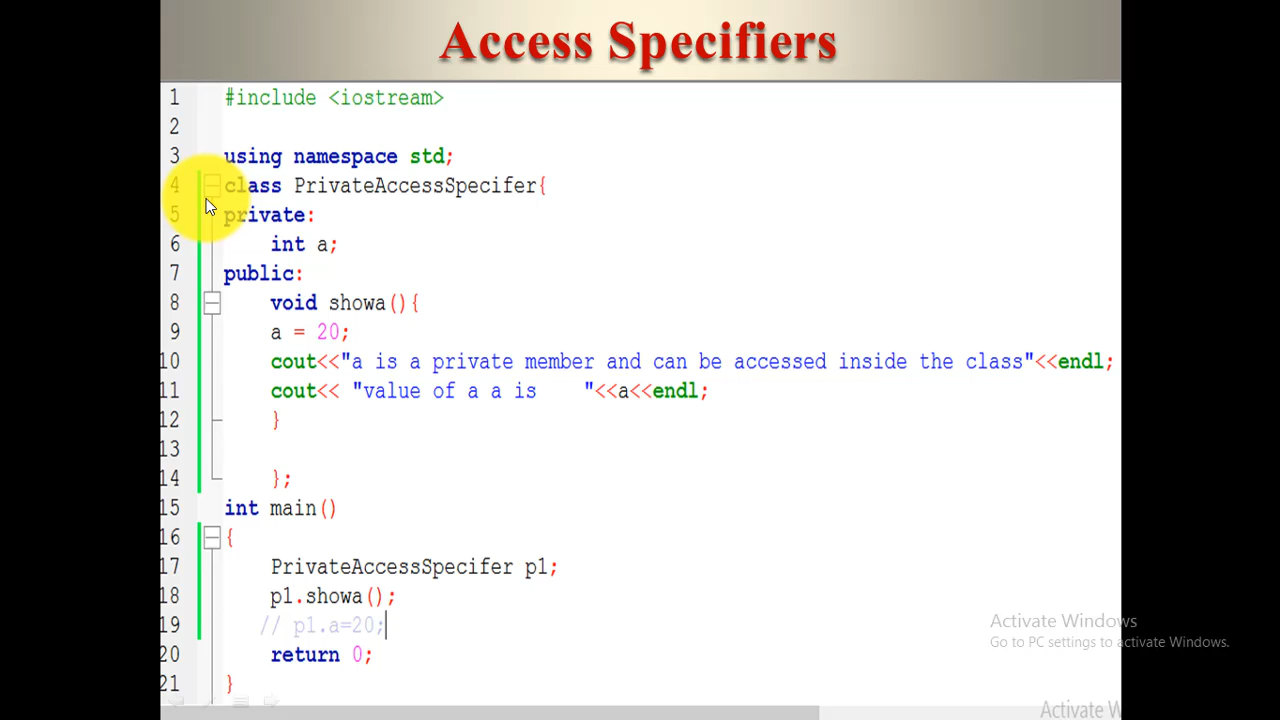 Access Specifiers
1 #include <iostream>
2
3 using namespace std;
4 class PrivateAccessSpecifer{
5 private:
6 int a;
7 public:
8 void showa(){
9 a = 20;
10 cout<<"a is a private member and can be accessed inside the class"<<endl;
11 cout<< "value of a a is    "<<a<<endl;
12 }
13
14 };
15 int main()
16 {
17 PrivateAccessSpecifer p1;
18 p1.showa();
19 // p1.a=20;
20 return 0;
21 }
Activate Windows
Go to PC settings to activate Windows.
Activate W